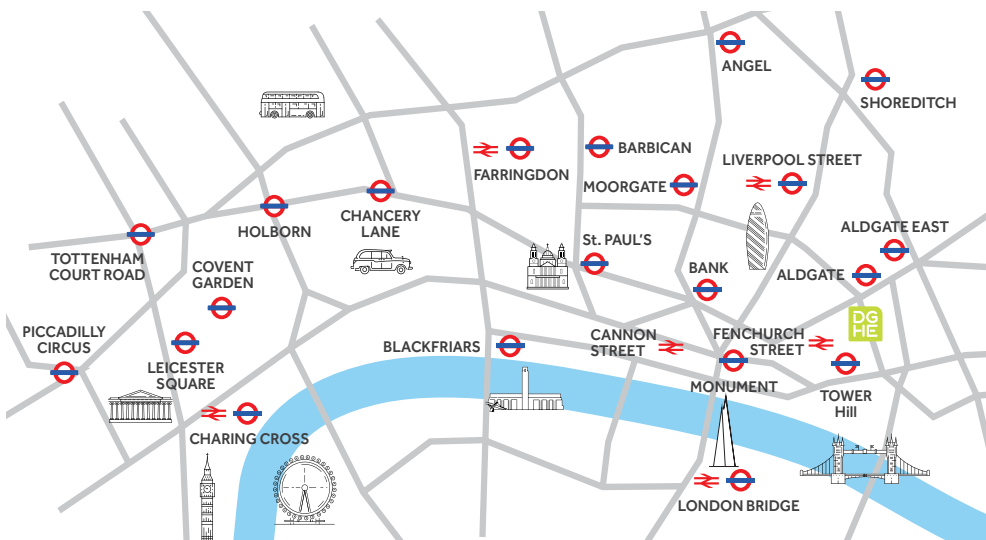 ANGEL
SHOREDITCH
BARBICAN
FARRINGDON
LIVERPOOL STREET
MOORGATE
CHANCERY
LANE
HOLBORN
TOTTENHAM
COURT ROAD
St. PAUL'S
ALDGATE EAST
COVENT
GARDEN
BANK
ALDGATE
DG
HE
PICCADILLY
CIRCUS
LEICESTER
SQUARE
BLACKFRIARS
CANNON
STREET
FENCHURCH
STREET
MONUMENT
TOWER
Hill
CHARING CROSS
LONDON BRIDGE